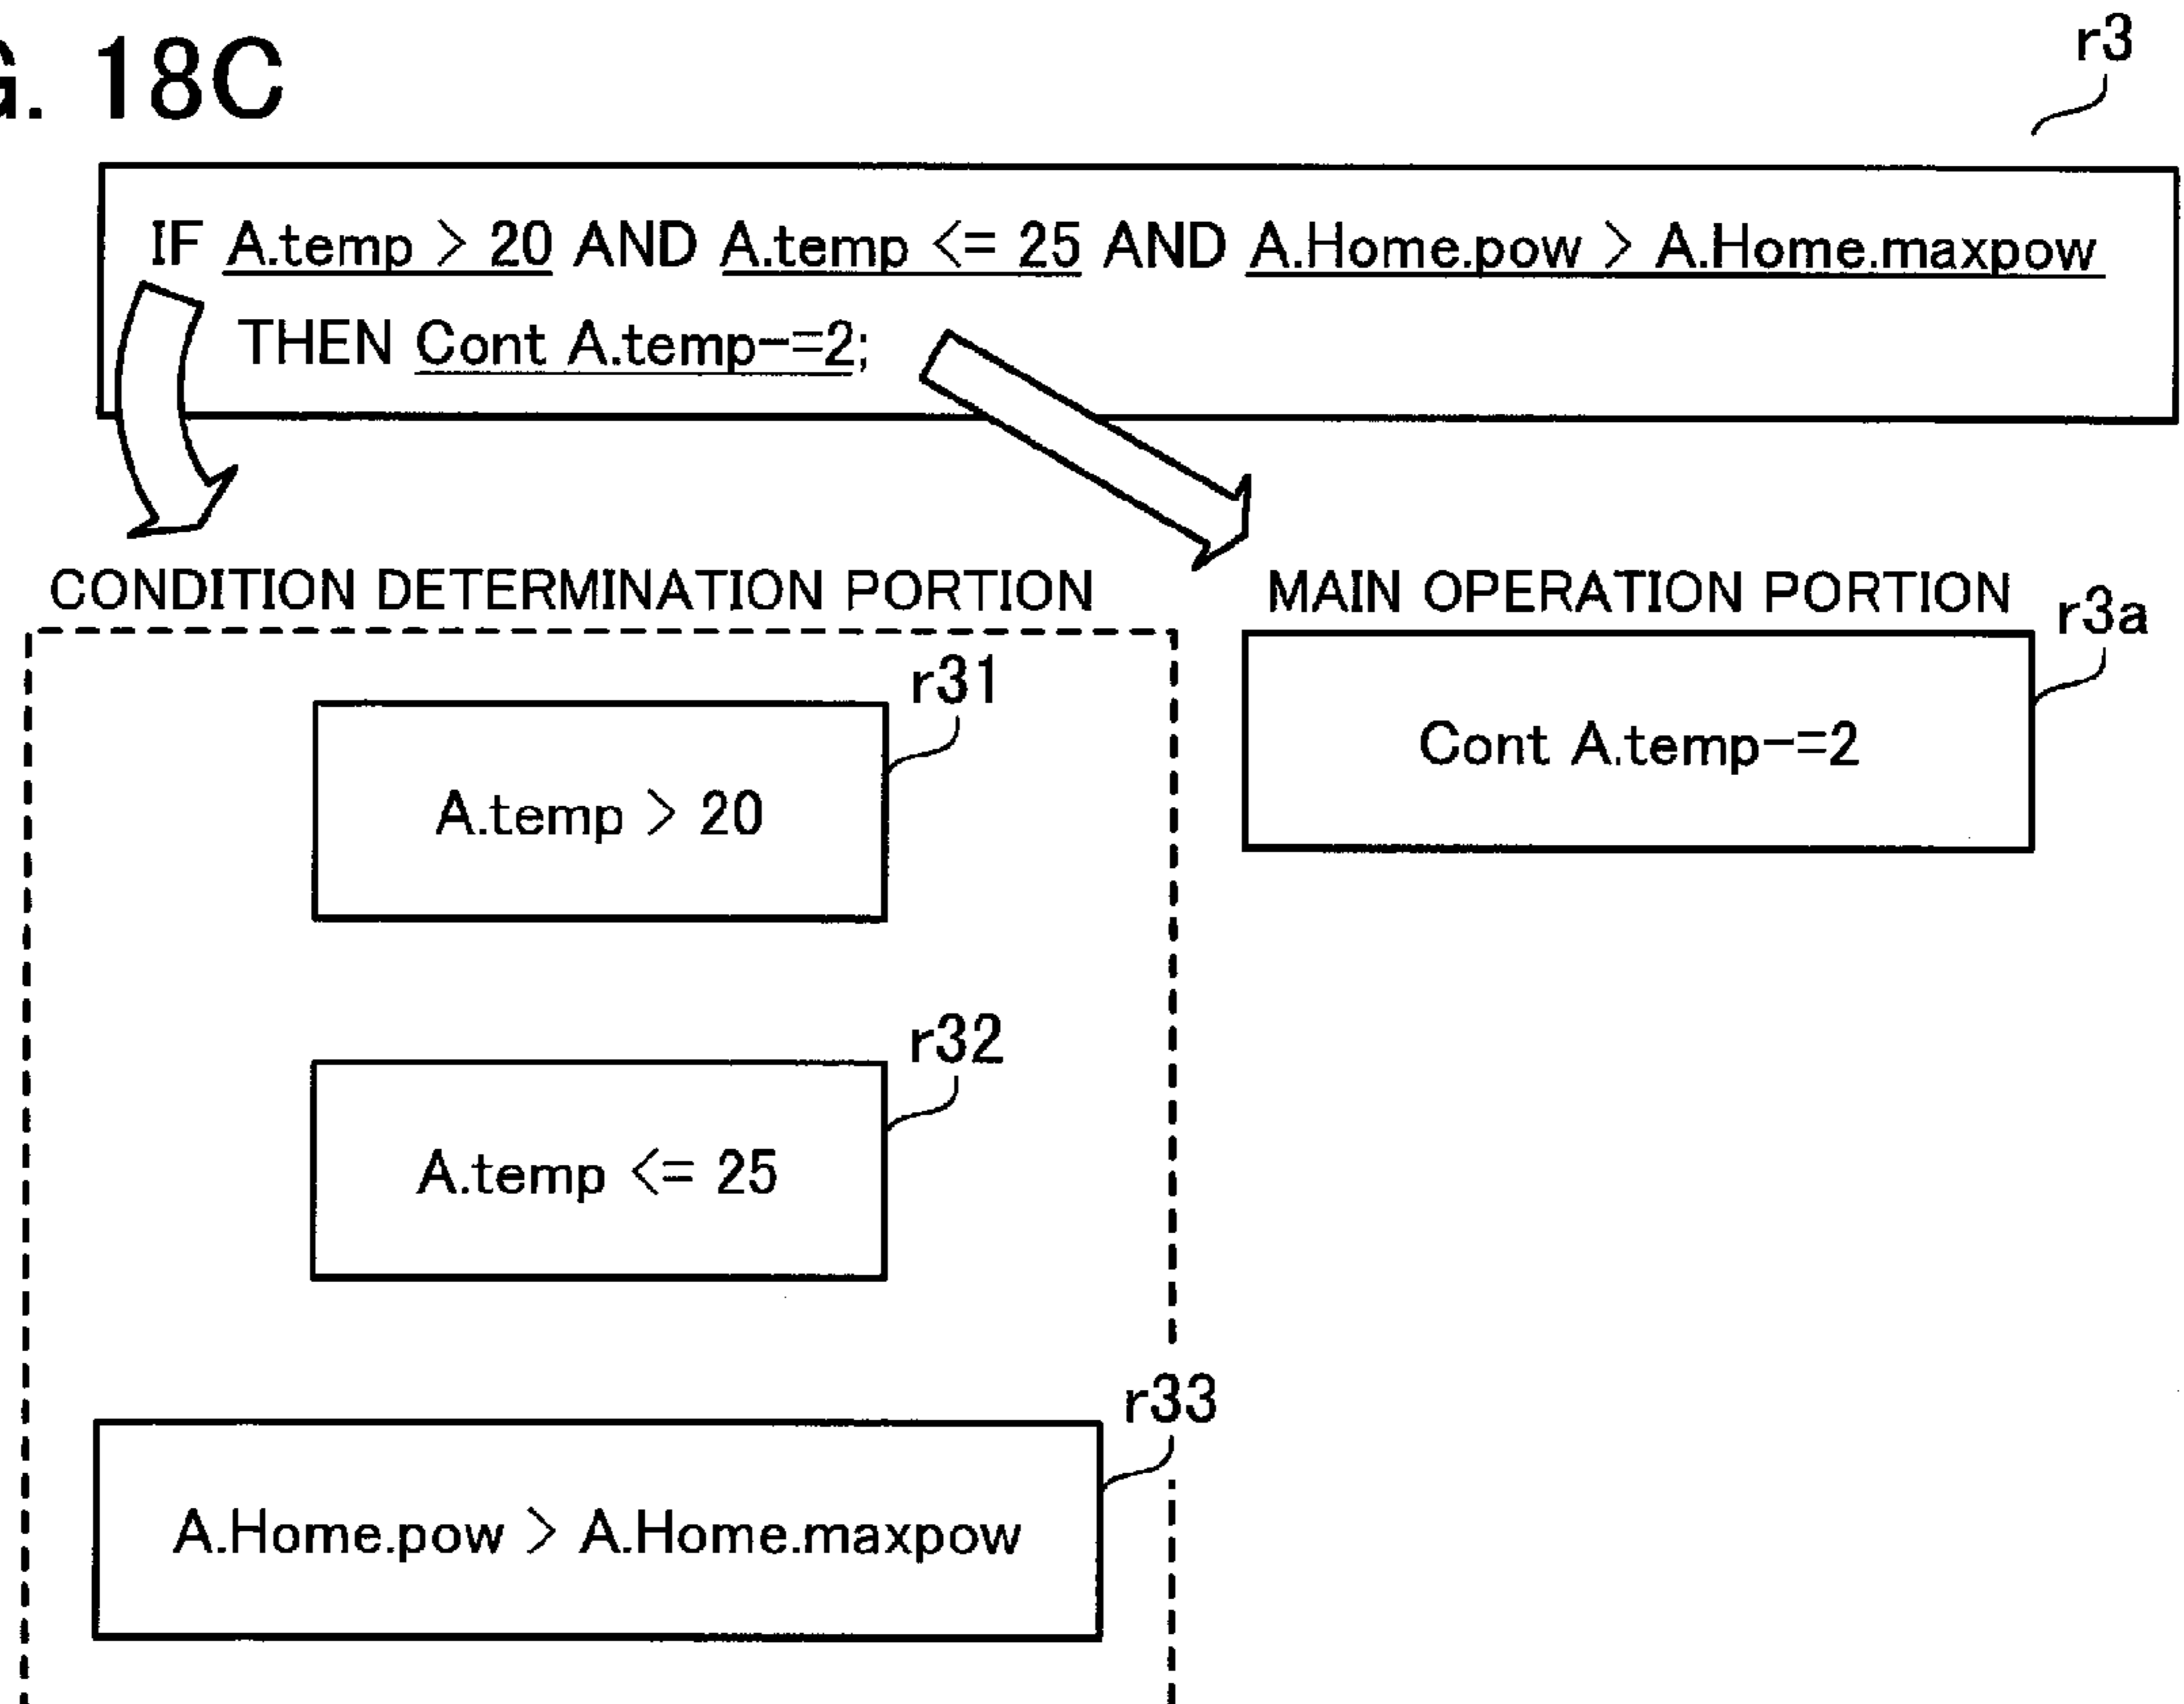 G. 18C
r3
IF A.temp > 20 AND A.temp <= 25 AND A.Home.pow > A.Home.maxpow
THEN Cont A.temp-=2;
CONDITION DETERMINATION PORTION
MAIN OPERATION PORTION
r3a
r31
Cont A.temp-=2
A.temp > 20
r32
A.temp <= 25
r33
A.Home.pow > A.Home.maxpow